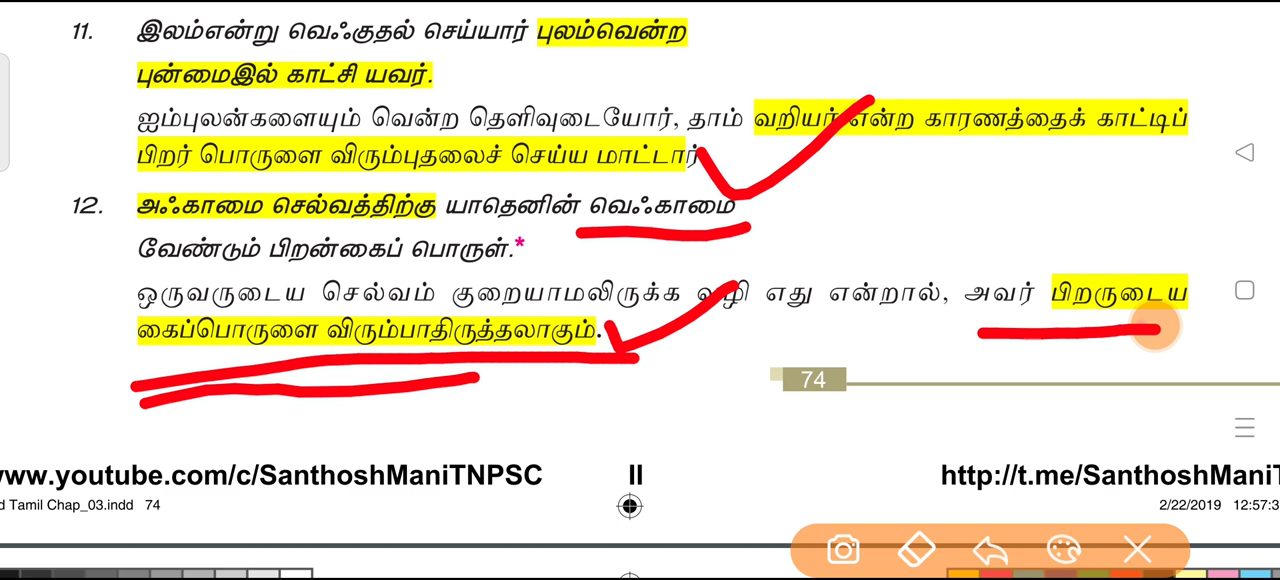 11. இலம்என்று வெஃகுதல் செய்யார் புலம்வென்ற
புன்மைஇல் காட்சி யவர்.
ஐம்புலன்களையும் வென்ற தெளிவுடையோர், தாம் வறியர் என்ற காரணத்தைக் காட்டிப்
பிறர் பொருளை விரும்புதலைச் செய்ய மாட்டார்
12. அஃகாமை செல்வத்திற்கு யாதெனின் வெஃகாமை
வேண்டும் பிறன்கைப் பொருள்.*
ஒருவருடைய செல்வம் குறையாமலிருக்க வழி எது என்றால், அவர் பிறருடைய
கைப்பொருளை விரும்பாதிருத்தலாகும்.
74
www.youtube.com/c/SanthoshManiTNPSC II http://t.me/SanthoshManiT
d Tamil Chap_03.indd 74 2/22/2019 12:57:3